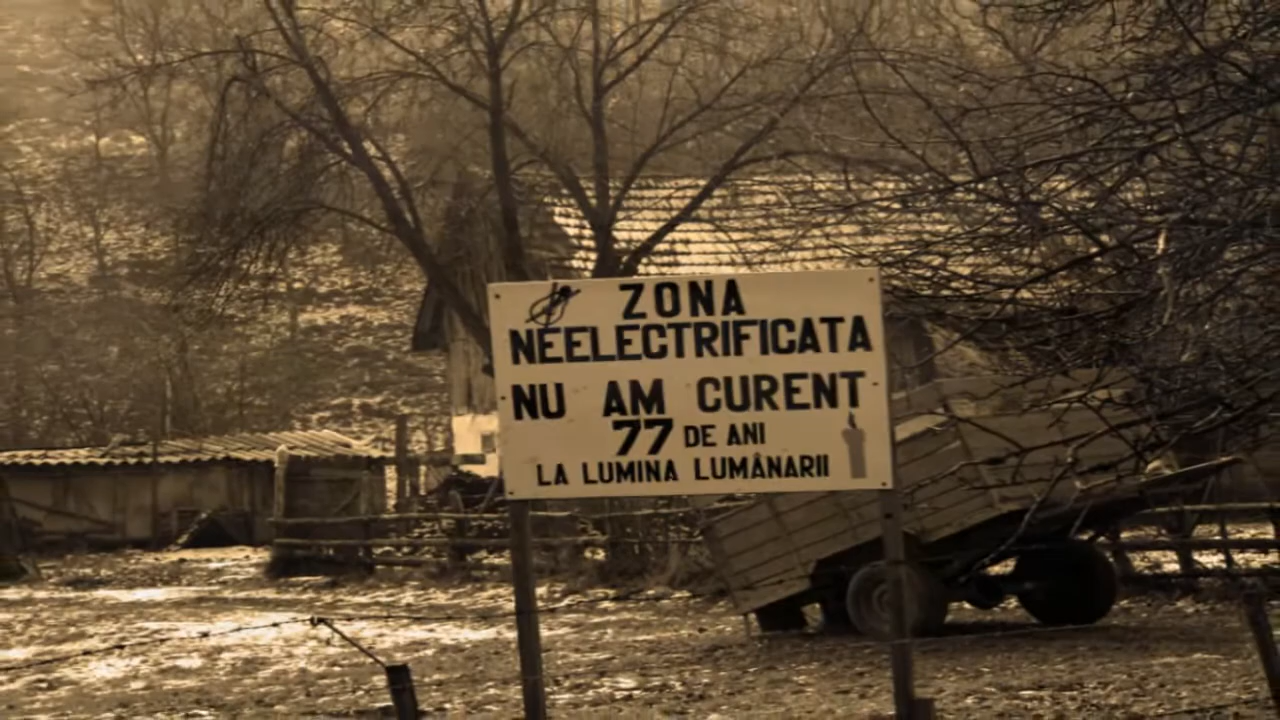 ZONA
NEELECTRIFICATA
NU AM CURENT
77 DE ANI
LA LUMINA LUMÂNARII